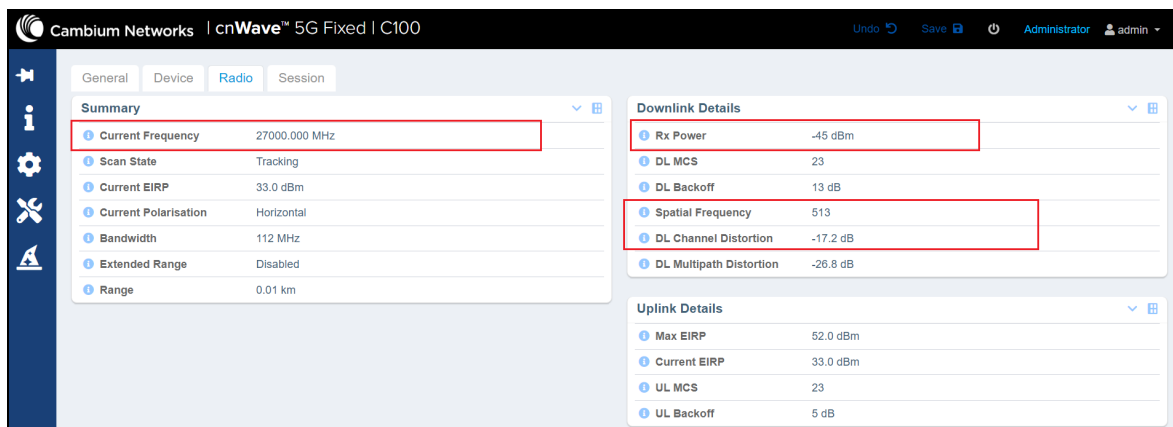 Cambium Networks | cnWave™ 5G Fixed | C100
Undo Save Administrator admin
General Device Radio Session
Summary
Current Frequency 27000.000 MHz
Scan State Tracking
Current EIRP 33.0 dBm
Current Polarisation Horizontal
Bandwidth 112 MHz
Extended Range Disabled
Range 0.01 km
Downlink Details
Rx Power -45 dBm
DL MCS 23
DL Backoff 13 dB
Spatial Frequency 513
DL Channel Distortion -17.2 dB
DL Multipath Distortion -26.8 dB
Uplink Details
Max EIRP 52.0 dBm
Current EIRP 33.0 dBm
UL MCS 23
UL Backoff 5 dB